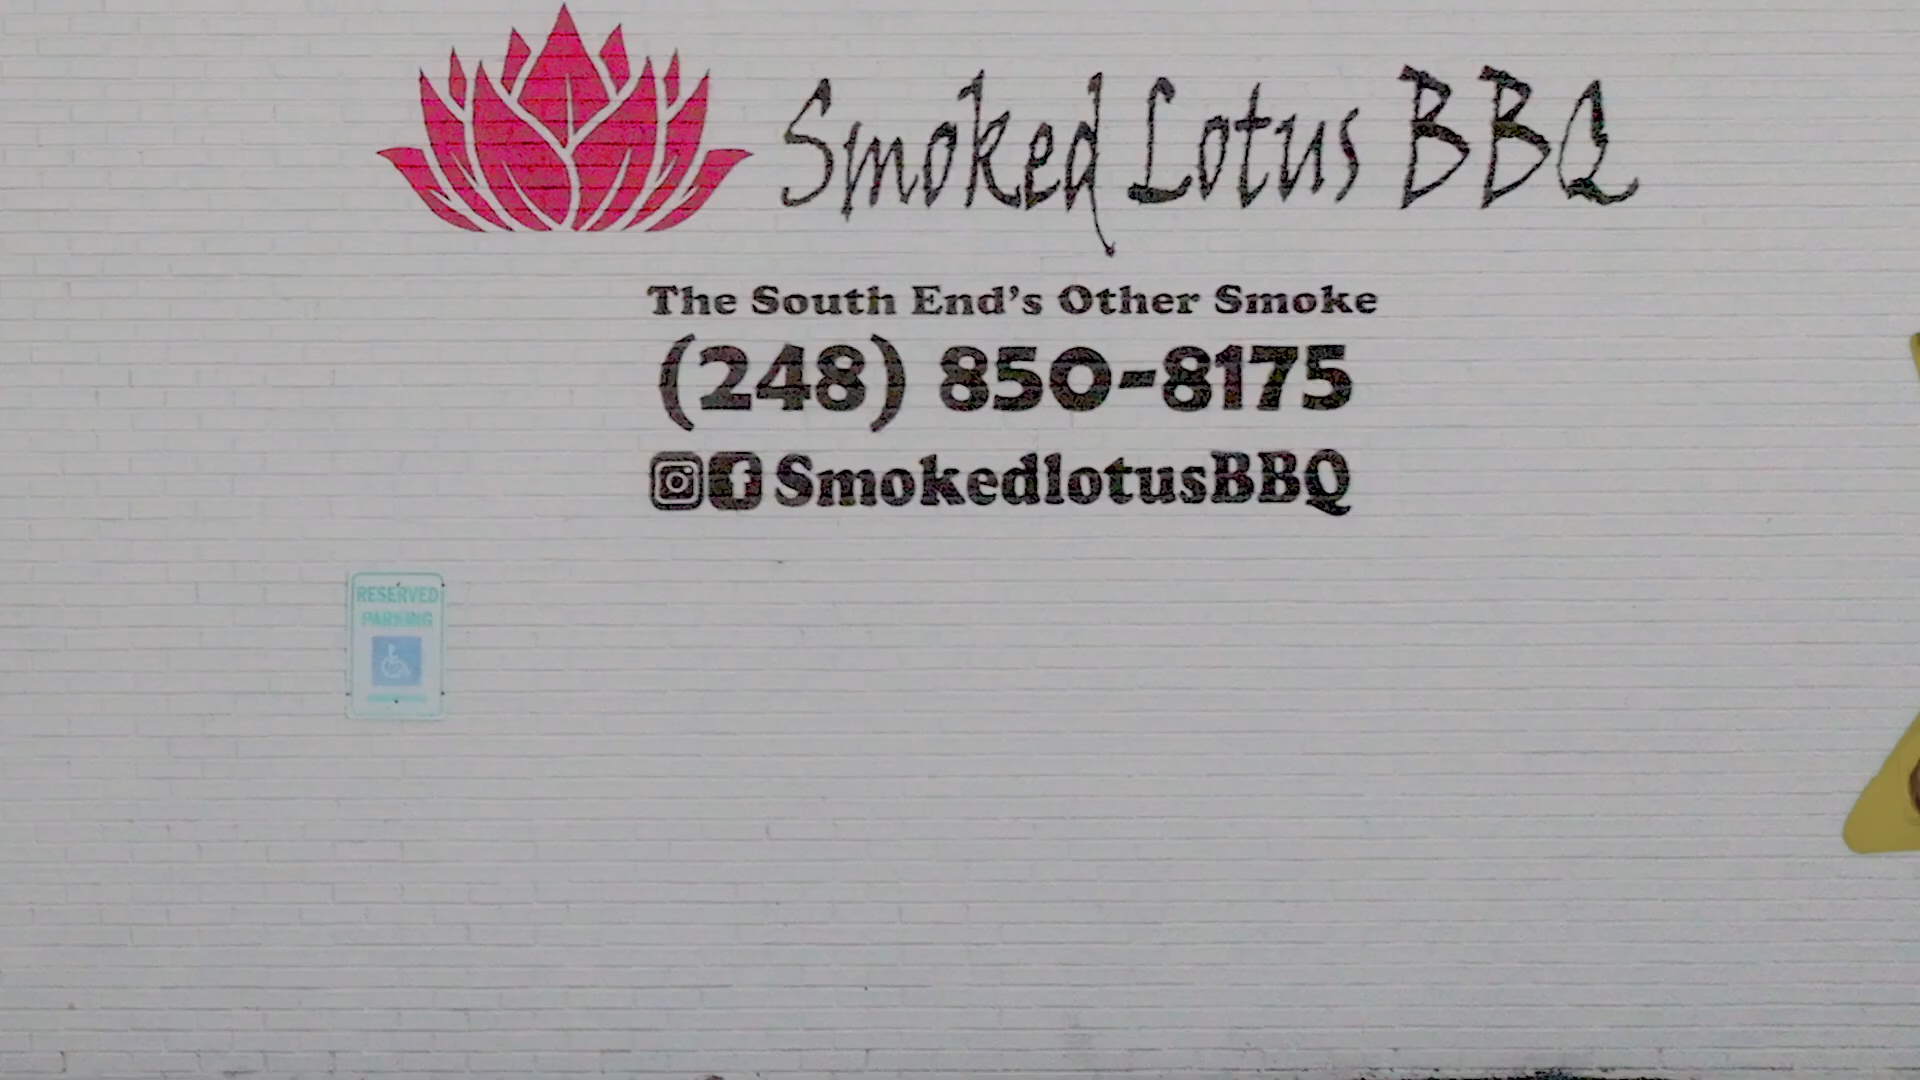 Smoked Lotus BBQ
The South End's Other Smoke
(248) 850-8175
SmokedlotusBBQ
RESERVED
PARKING